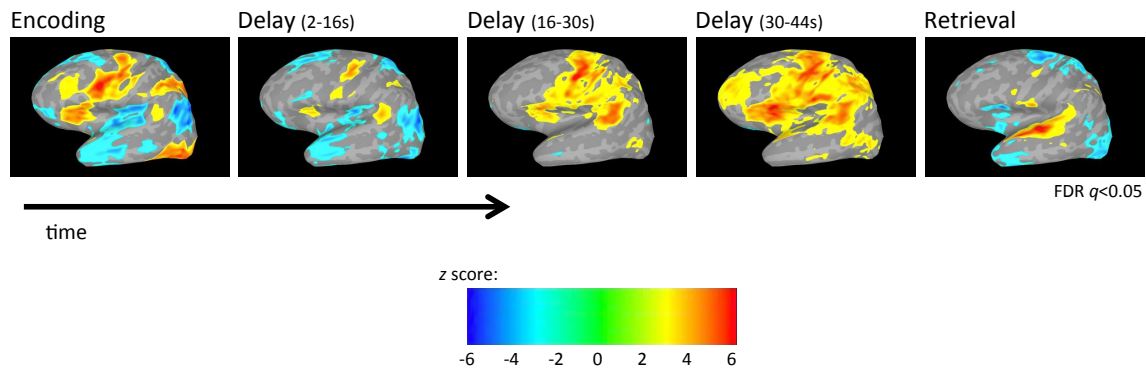 Encoding
Delay (2-16s)
Delay (16-30s)
Delay (30-44s)
Retrieval
FDR q<0.05
time
z score:
-6 -4 -2 0 2 4 6